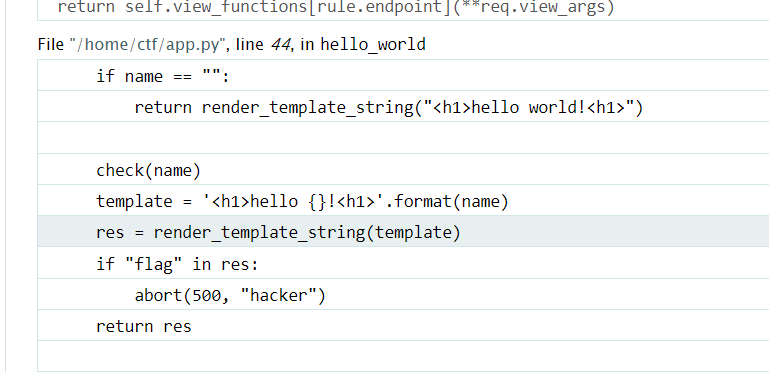 return self.view_functions[rule.endpoint](**req.view_args)
File "/home/ctf/app.py", line 44, in hello_world
if name == "":
return render_template_string("<h1>hello world!<h1>")
check(name)
template = '<h1>hello {}!<h1>'.format(name)
res = render_template_string(template)
if "flag" in res:
abort(500, "hacker")
return res